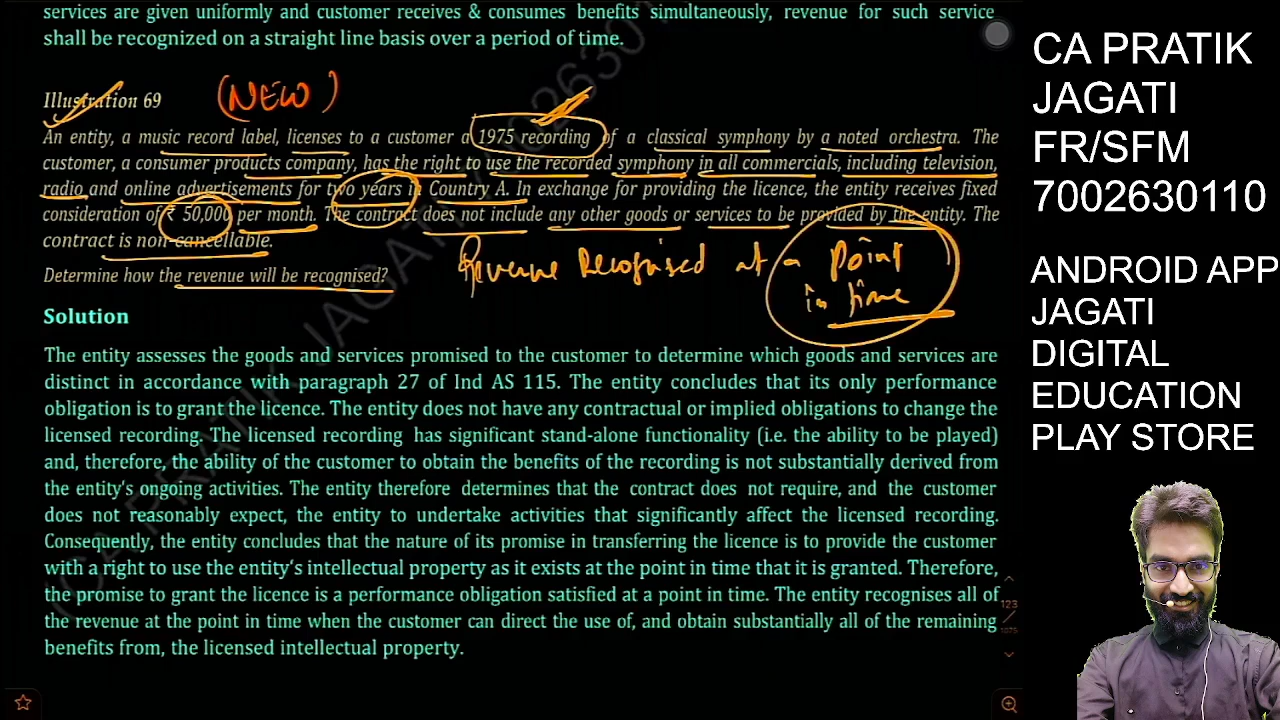 services are given uniformly and customer receives & consumes benefits simultaneously, revenue for such service
shall be recognized on a straight line basis over a period of time.
Illustration 69 (NEW)
An entity, a music record label, licenses to a customer a 1975 recording of a classical symphony by a noted orchestra. The
customer, a consumer products company, has the right to use the recorded symphony in all commercials, including television,
radio and online advertisements for two years in Country A. In exchange for providing the licence, the entity receives fixed
consideration of ₹ 50,000 per month. The contract does not include any other goods or services to be provided by the entity. The
contract is non-cancellable.
Revenue Recognised at a point
in time
Determine how the revenue will be recognised?
Solution
The entity assesses the goods and services promised to the customer to determine which goods and services are
distinct in accordance with paragraph 27 of Ind AS 115. The entity concludes that its only performance
obligation is to grant the licence. The entity does not have any contractual or implied obligations to change the
licensed recording. The licensed recording has significant stand-alone functionality (i.e. the ability to be played)
and, therefore, the ability of the customer to obtain the benefits of the recording is not substantially derived from
the entity's ongoing activities. The entity therefore determines that the contract does not require, and the customer
does not reasonably expect, the entity to undertake activities that significantly affect the licensed recording.
Consequently, the entity concludes that the nature of its promise in transferring the licence is to provide the customer
with a right to use the entity's intellectual property as it exists at the point in time that it is granted. Therefore,
the promise to grant the licence is a performance obligation satisfied at a point in time. The entity recognises all of
the revenue at the point in time when the customer can direct the use of, and obtain substantially all of the remaining
benefits from, the licensed intellectual property.
123
CA PRATIK
JAGATI
FR/SFM
7002630110
ANDROID APP
JAGATI
DIGITAL
EDUCATION
PLAY STORE